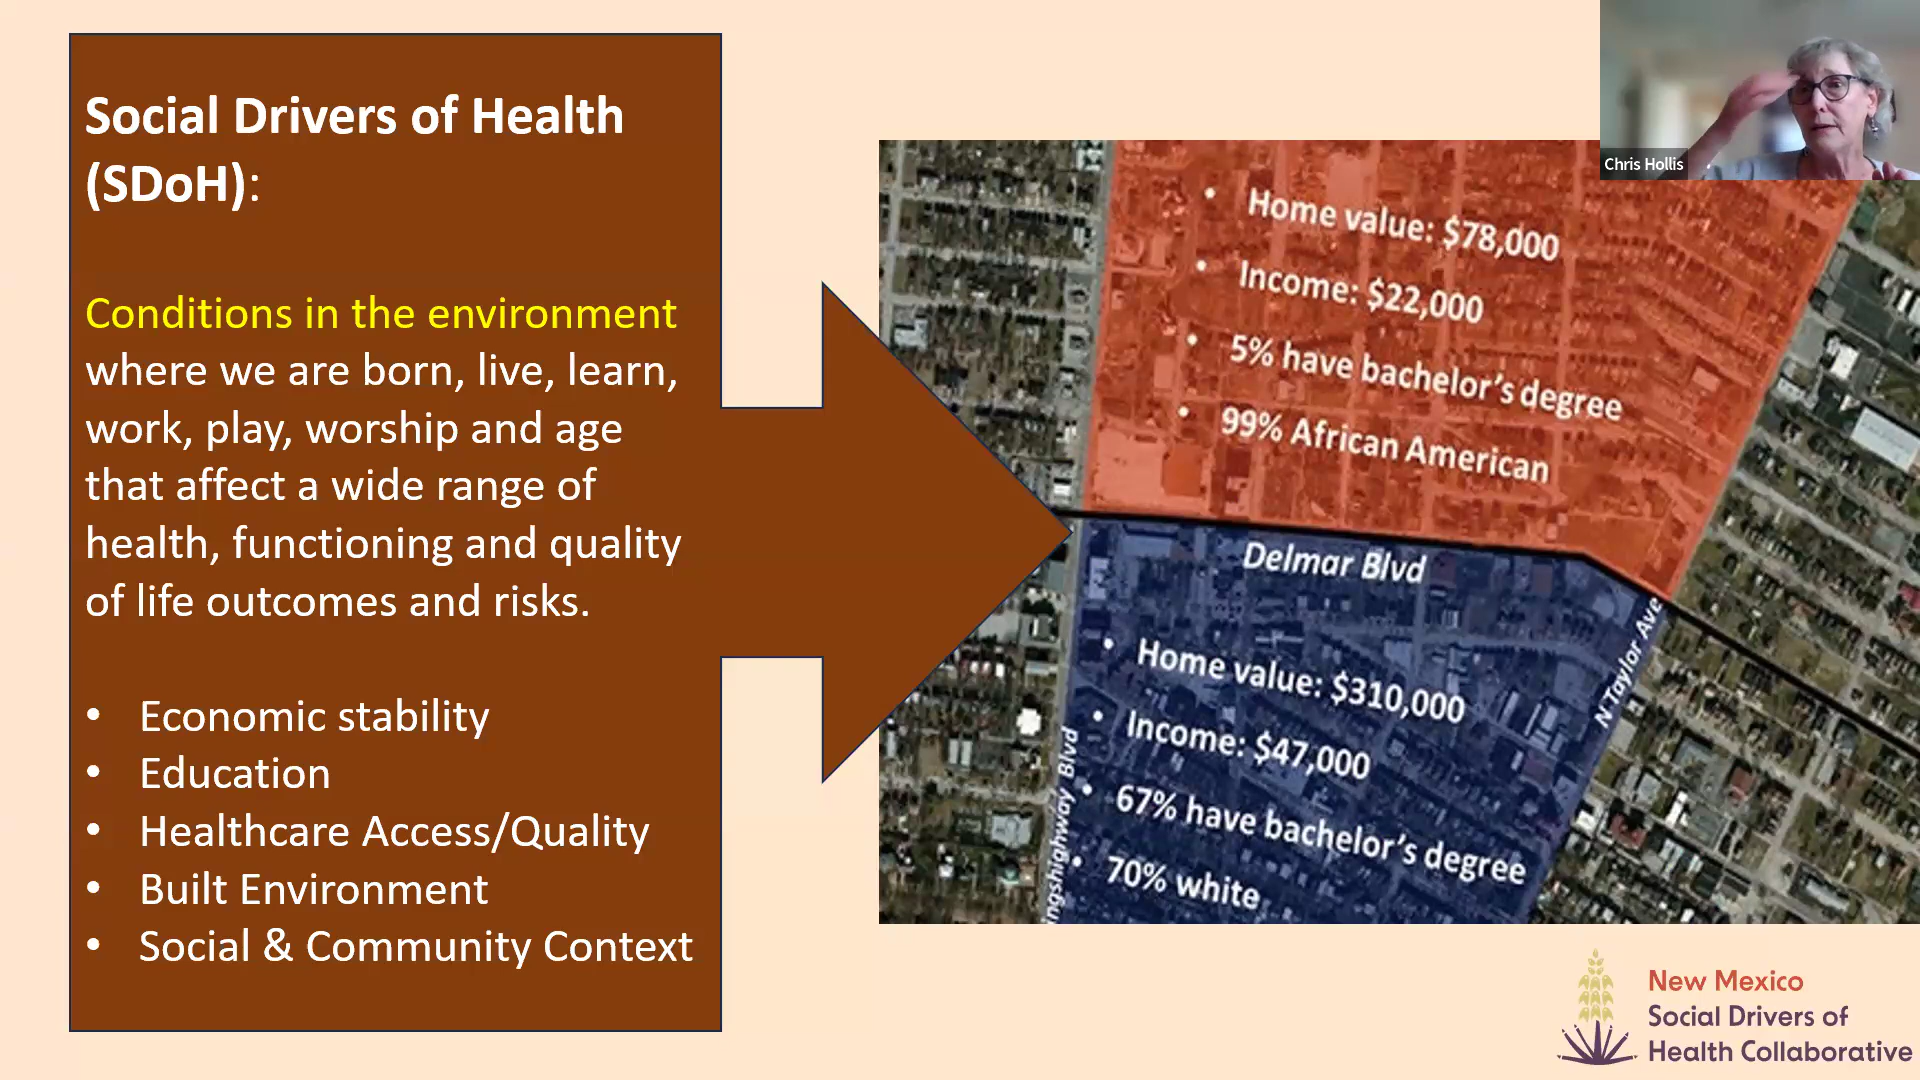 Social Drivers of Health
(SDoH):
Conditions in the environment
where we are born, live, learn,
work, play, worship and age
that affect a wide range of
health, functioning and quality
of life outcomes and risks.
• Economic stability
• Education
• Healthcare Access/Quality
• Built Environment
• Social & Community Context
Chris Hollis
• Home value: $78,000
• Income: $22,000
• 5% have bachelor's degree
• 99% African American
Delmar Blvd
N Taylor Ave
ingshighway Blvd
• Home value: $310,000
• Income: $47,000
• 67% have bachelor's degree
• 70% white
New Mexico
Social Drivers of
Health Collaborative